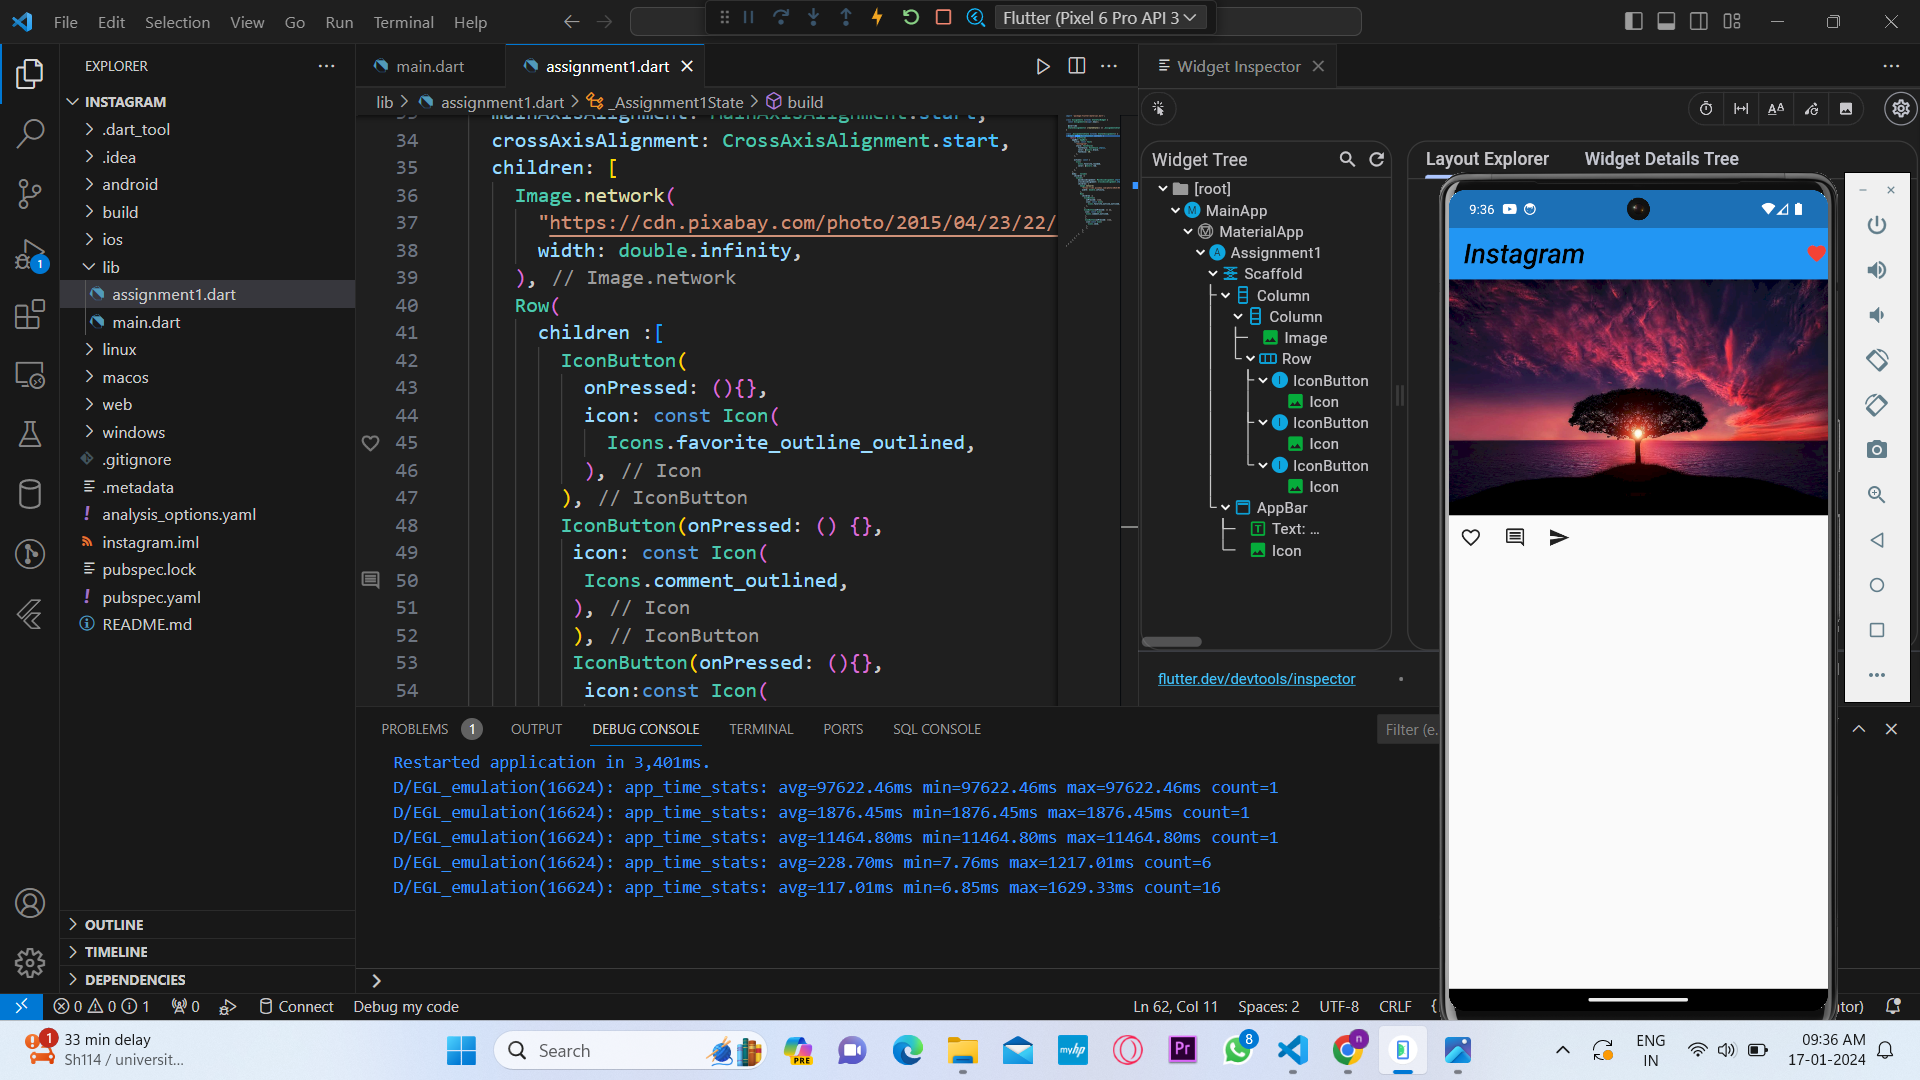 File Edit Selection View Go Run Terminal Help
Flutter (Pixel 6 Pro API 3
EXPLORER
INSTAGRAM
.dart_tool
.idea
android
build
ios
lib
assignment1.dart
main.dart
linux
macos
web
windows
.gitignore
.metadata
analysis_options.yaml
instagram.iml
pubspec.lock
pubspec.yaml
README.md
OUTLINE
TIMELINE
DEPENDENCIES
1
main.dart
assignment1.dart
lib > assignment1.dart > _Assignment1State > build
33 mainAxisAlignment: MainAxisAlignment.start,
34 crossAxisAlignment: CrossAxisAlignment.start,
35 children: [
36 Image.network(
37 "https://cdn.pixabay.com/photo/2015/04/23/22/
38 width: double.infinity,
39 ), // Image.network
40 Row(
41 children :[
42 IconButton(
43 onPressed: (){},
44 icon: const Icon(
45 Icons.favorite_outline_outlined,
46 ), // Icon
47 ), // IconButton
48 IconButton(onPressed: () {},
49 icon: const Icon(
50 Icons.comment_outlined,
51 ), // Icon
52 ), // IconButton
53 IconButton(onPressed: (){},
54 icon:const Icon(
Widget Inspector
Widget Tree
[root]
MainApp
MaterialApp
Assignment1
Scaffold
Column
Column
Image
Row
IconButton
Icon
IconButton
Icon
IconButton
Icon
AppBar
Text: ...
Icon
Layout Explorer Widget Details Tree
flutter.dev/devtools/inspector
9:36
Instagram
PROBLEMS 1 OUTPUT DEBUG CONSOLE TERMINAL PORTS SQL CONSOLE
Filter (e.
Restarted application in 3,401ms.
D/EGL_emulation(16624): app_time_stats: avg=97622.46ms min=97622.46ms max=97622.46ms count=1
D/EGL_emulation(16624): app_time_stats: avg=1876.45ms min=1876.45ms max=1876.45ms count=1
D/EGL_emulation(16624): app_time_stats: avg=11464.80ms min=11464.80ms max=11464.80ms count=1
D/EGL_emulation(16624): app_time_stats: avg=228.70ms min=7.76ms max=1217.01ms count=6
D/EGL_emulation(16624): app_time_stats: avg=117.01ms min=6.85ms max=1629.33ms count=16
0 0 1 0 Connect Debug my code
Ln 62, Col 11 Spaces: 2 UTF-8 CRLF {
tor)
1
33 min delay
Sh114 / universit...
Search
PRE
myhp
Pr
8
n
ENG
IN
09:36 AM
17-01-2024